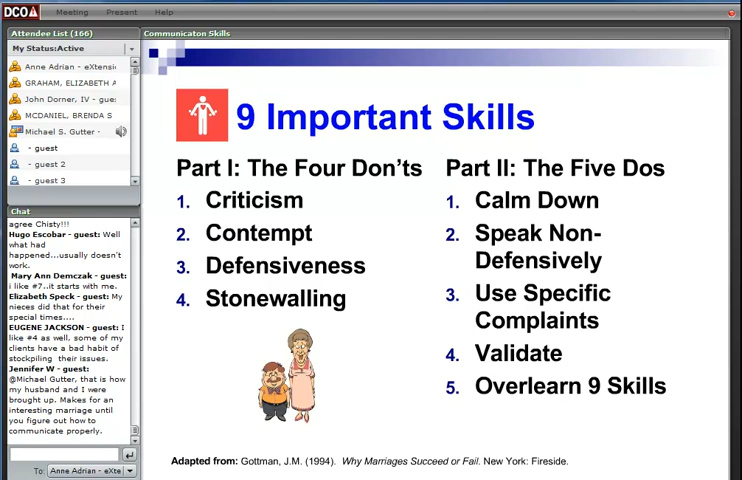 DCO
Meeting Present Help
Attendee List (166)
My Status:Active
Anne Adrian - eXtensi
GRAHAM, ELIZABETH A
John Dorner, IV - gues
MCDANIEL, BRENDA S
Michael S. Gutter -
- guest
- guest 2
- guest 3
Chat
agree Chisty!!!
Hugo Escobar - guest: Well
what had
happened...usually doesn't
work.
Mary Ann Demczak - guest:
i like #7..it starts with me.
Elizabeth Speck - guest: My
nieces did that for their
special times....
EUGENE JACKSON - guest: I
like #4 as well, some of my
clients have a bad habit of
stockpiling their issues.
Jennifer W - guest:
@Michael Gutter, that is how
my husband and I were
brought up. Makes for an
interesting marriage until
you figure out how to
communicate properly.
To: Anne Adrian - eXte
Communicaton Skills
9 Important Skills
Part I: The Four Don'ts
1. Criticism
2. Contempt
3. Defensiveness
4. Stonewalling
Part II: The Five Dos
1. Calm Down
2. Speak Non-
Defensively
3. Use Specific
Complaints
4. Validate
5. Overlearn 9 Skills
Adapted from: Gottman, J.M. (1994). Why Marriages Succeed or Fail. New York: Fireside.